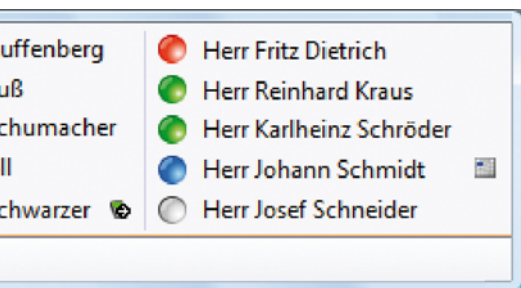 uffenberg
uß
chumacher
ll
chwarzer
Herr Fritz Dietrich
Herr Reinhard Kraus
Herr Karlheinz Schröder
Herr Johann Schmidt
Herr Josef Schneider